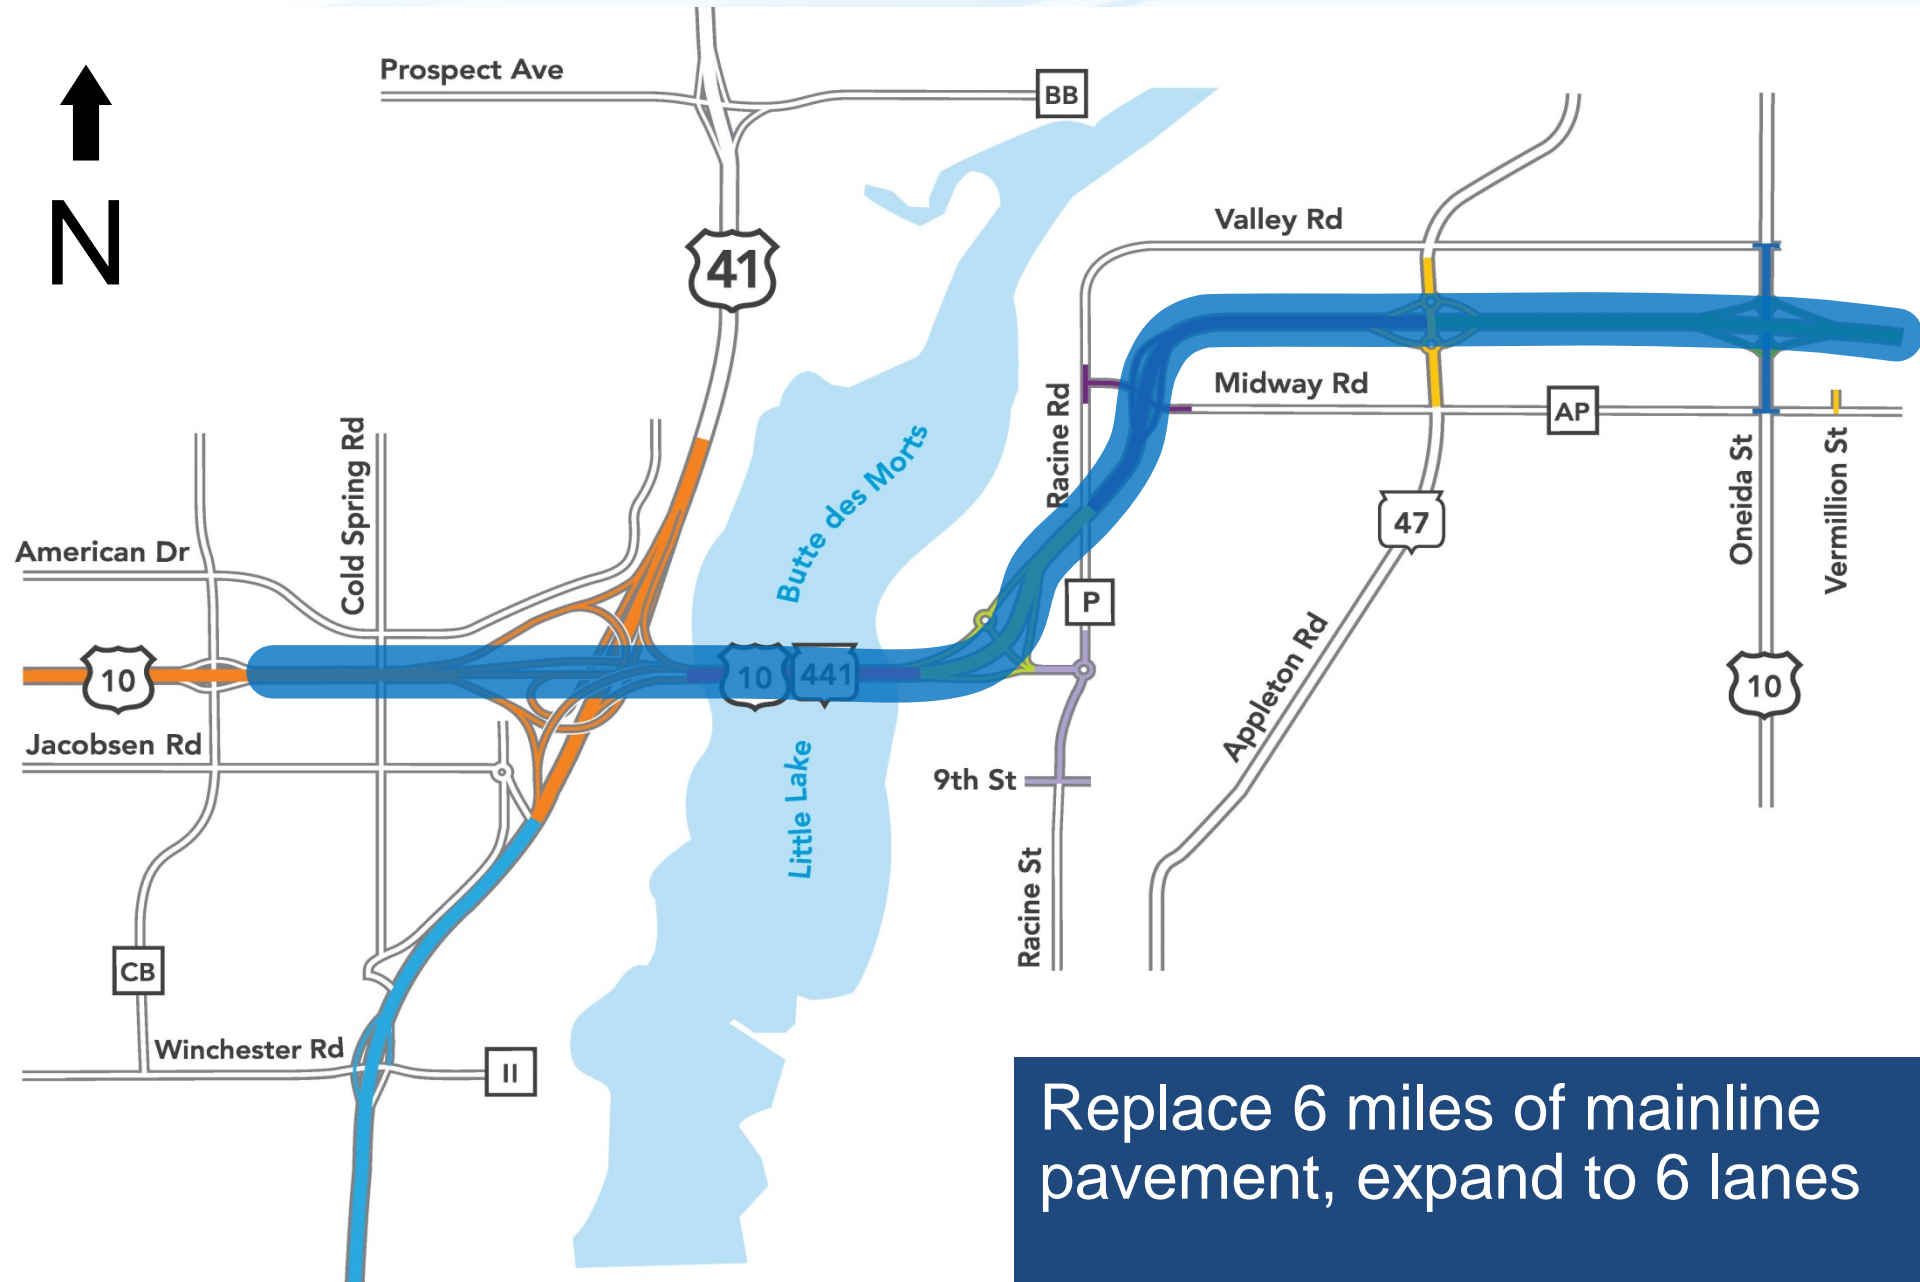 Prospect Ave
BB
N
Valley Rd
41
Midway Rd
AP
Racine Rd
Cold Spring Rd
Butte des Morts
Oneida St
Vermillion St
47
American Dr
P
10
10
441
Appleton Rd
10
Jacobsen Rd
Little Lake
9th St
Racine St
CB
Winchester Rd
II
Replace 6 miles of mainline
pavement, expand to 6 lanes